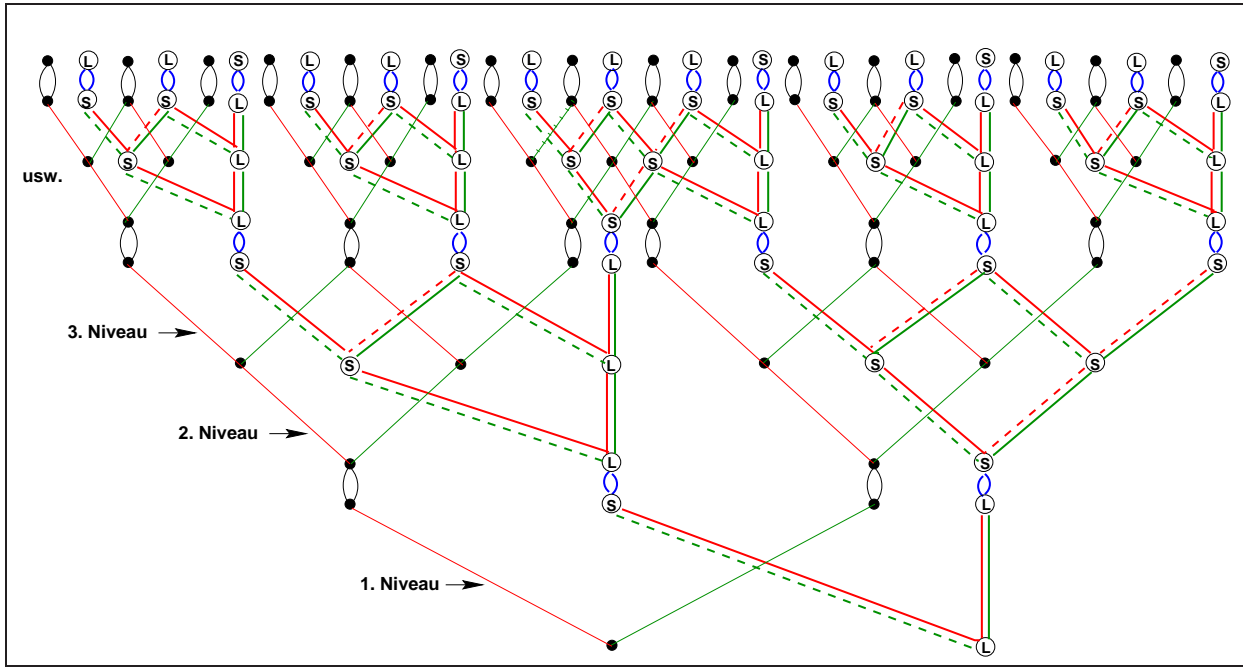 L L S L L S L L L S L S L L S
S S L S S L S S S L S S L S S L
S L S L S S L S L S L
usw.
L L S L L L
S S L S S S
3. Niveau
S L S S
2. Niveau
L S
S L
1. Niveau
L